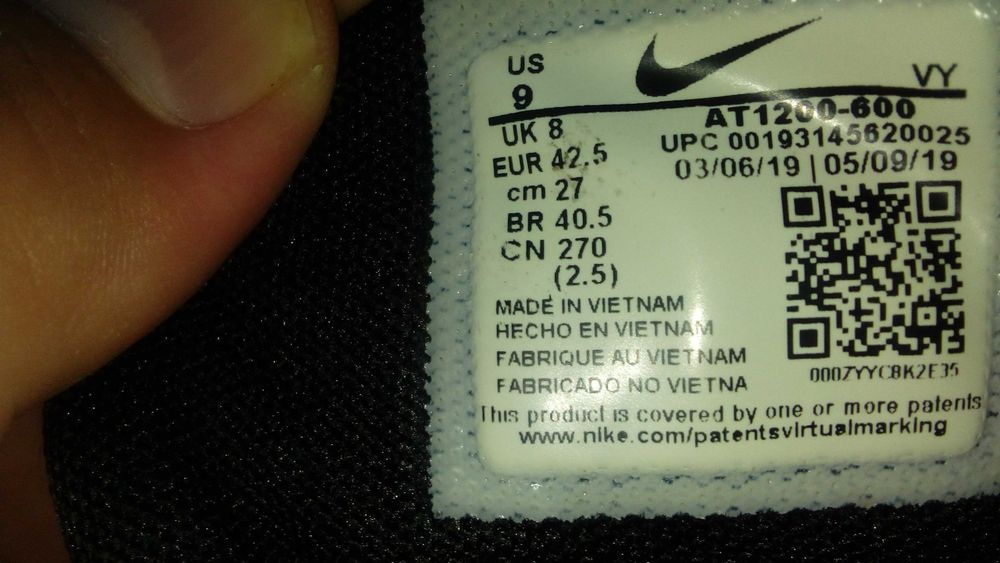 US
9
VY
AT1200-600
UK 8
UPC 00193145620025
EUR 42.5
03/06/19 | 05/09/19
cm 27
BR 40.5
CN 270
(2.5)
MADE IN VIETNAM
HECHO EN VIETNAM
FABRIQUE AU VIETNAM
FABRICADO NO VIETNA
000ZYYC8K2E35
This product is covered by one or more patents
www.nike.com/patentsvirtualmarking